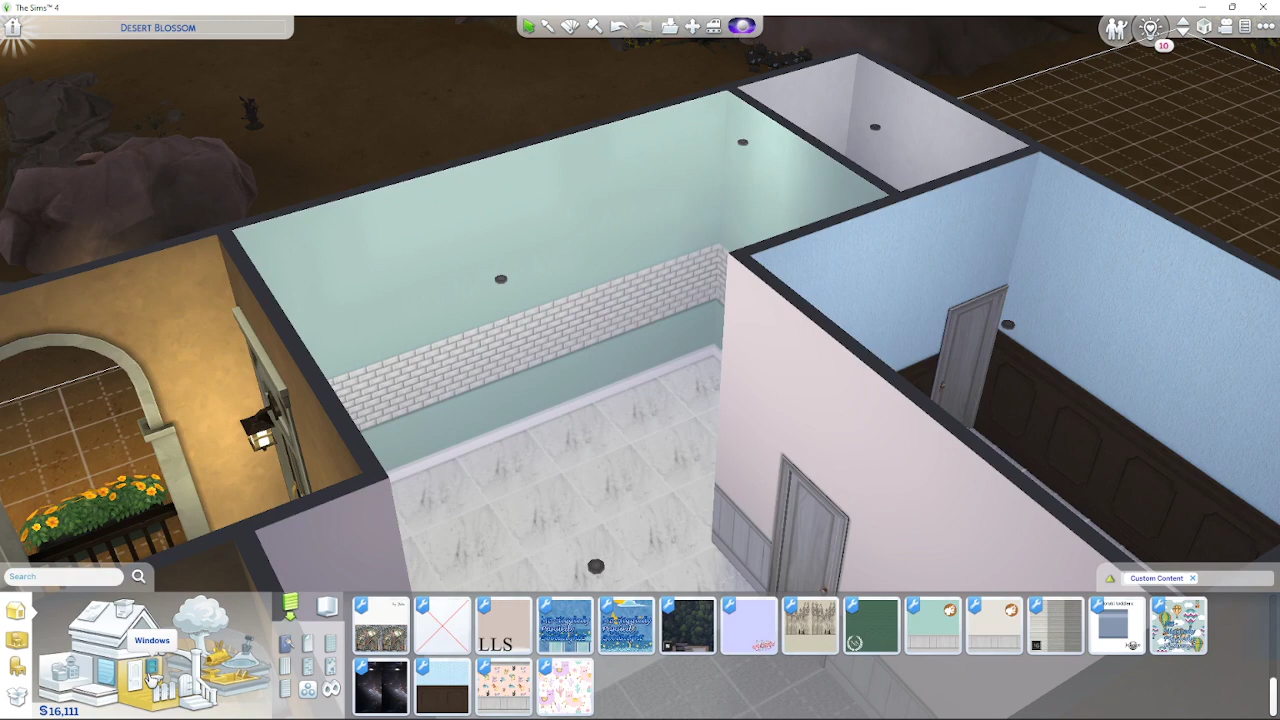 The Sims™ 4
DESERT BLOSSOM
10
Search
Custom Content
Windows
LLS
$16,111